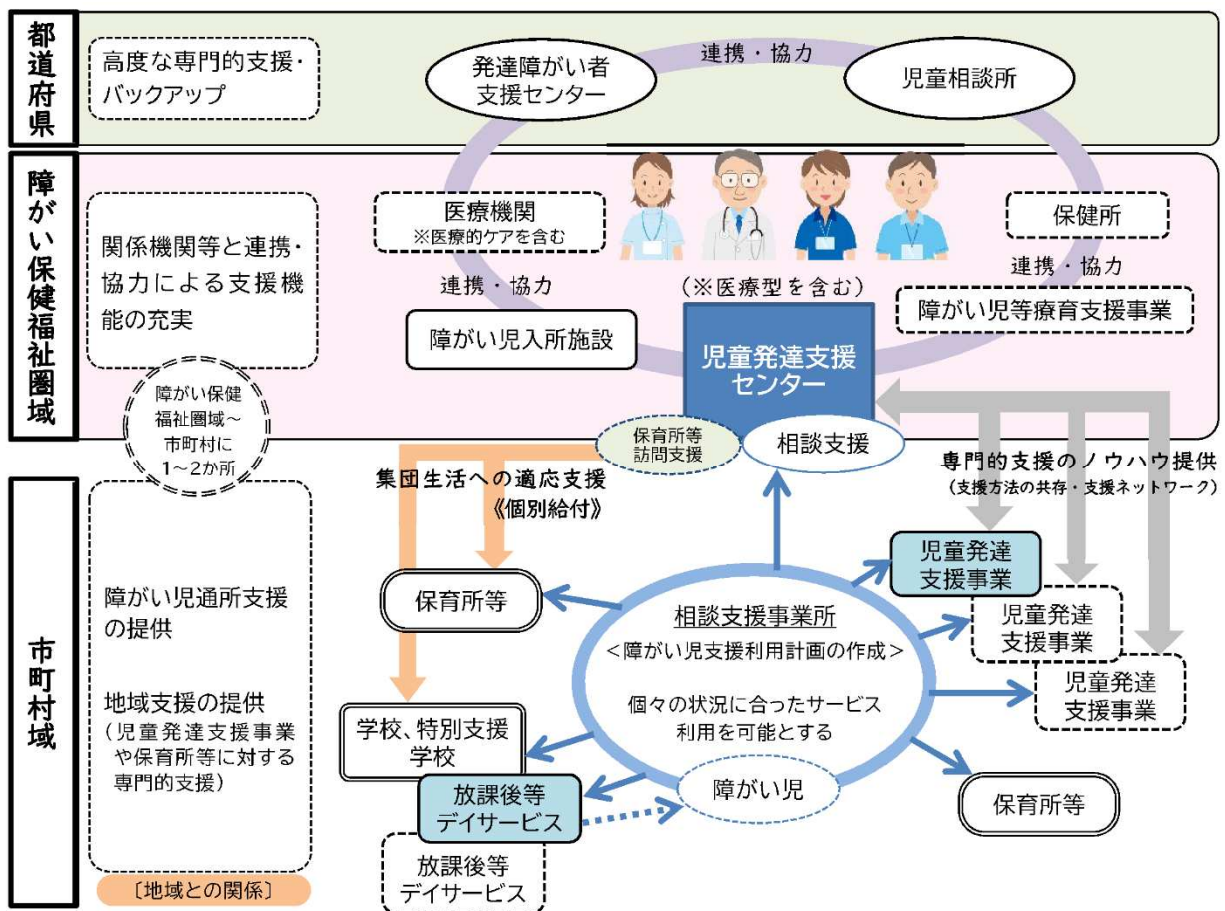 都道府県
高度な専門的支援・
バックアップ
発達障がい者
支援センター
連携・協力
児童相談所
障がい保健福祉圏域
関係機関等と連携・
協力による支援機
能の充実
医療機関
※医療的ケアを含む
保健所
連携・協力
(※医療型を含む)
連携・協力
障がい児入所施設
障がい児等療育支援事業
児童発達支援
センター
障がい保健
福祉圏域~
市町村に
1~2か所
保育所等
訪問支援
相談支援
集団生活への適応支援
《個別給付》
専門的支援のノウハウ提供
(支援方法の共存・支援ネットワーク)
市町村域
障がい児通所支援
の提供
地域支援の提供
(児童発達支援事業
や保育所等に対する
専門的支援)
〔地域との関係〕
保育所等
学校、特別支援
学校
放課後等
デイサービス
放課後等
デイサービス
相談支援事業所
<障がい児支援利用計画の作成>
個々の状況に合ったサービス
利用を可能とする
障がい児
児童発達
支援事業
児童発達
支援事業
児童発達
支援事業
保育所等